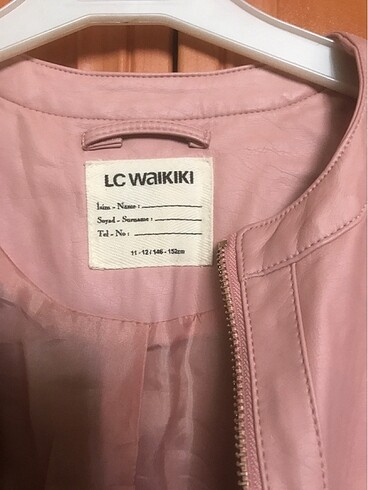 LC WAIKIKI
İsim - Name :
Soyad - Surname :
Tel - No :
11 - 12 / 146 - 152cm